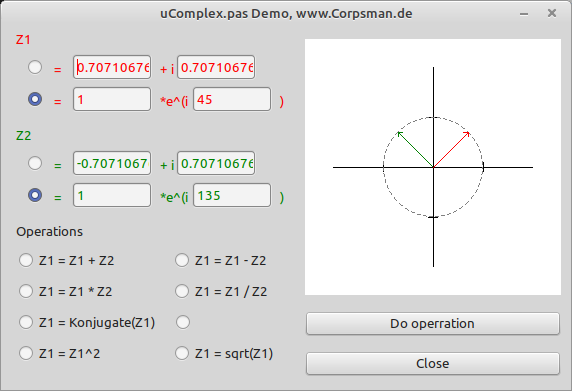 uComplex.pas Demo, www.Corpsman.de
Z1
= 0.70710676 + i 0.70710676
= 1 *e^(i 45 )
Z2
= -0.7071067 + i 0.70710676
= 1 *e^(i 135 )
Operations
Z1 = Z1 + Z2 Z1 = Z1 - Z2
Z1 = Z1 * Z2 Z1 = Z1 / Z2
Z1 = Konjugate(Z1)
Z1 = Z1^2 Z1 = sqrt(Z1)
Do operration
Close